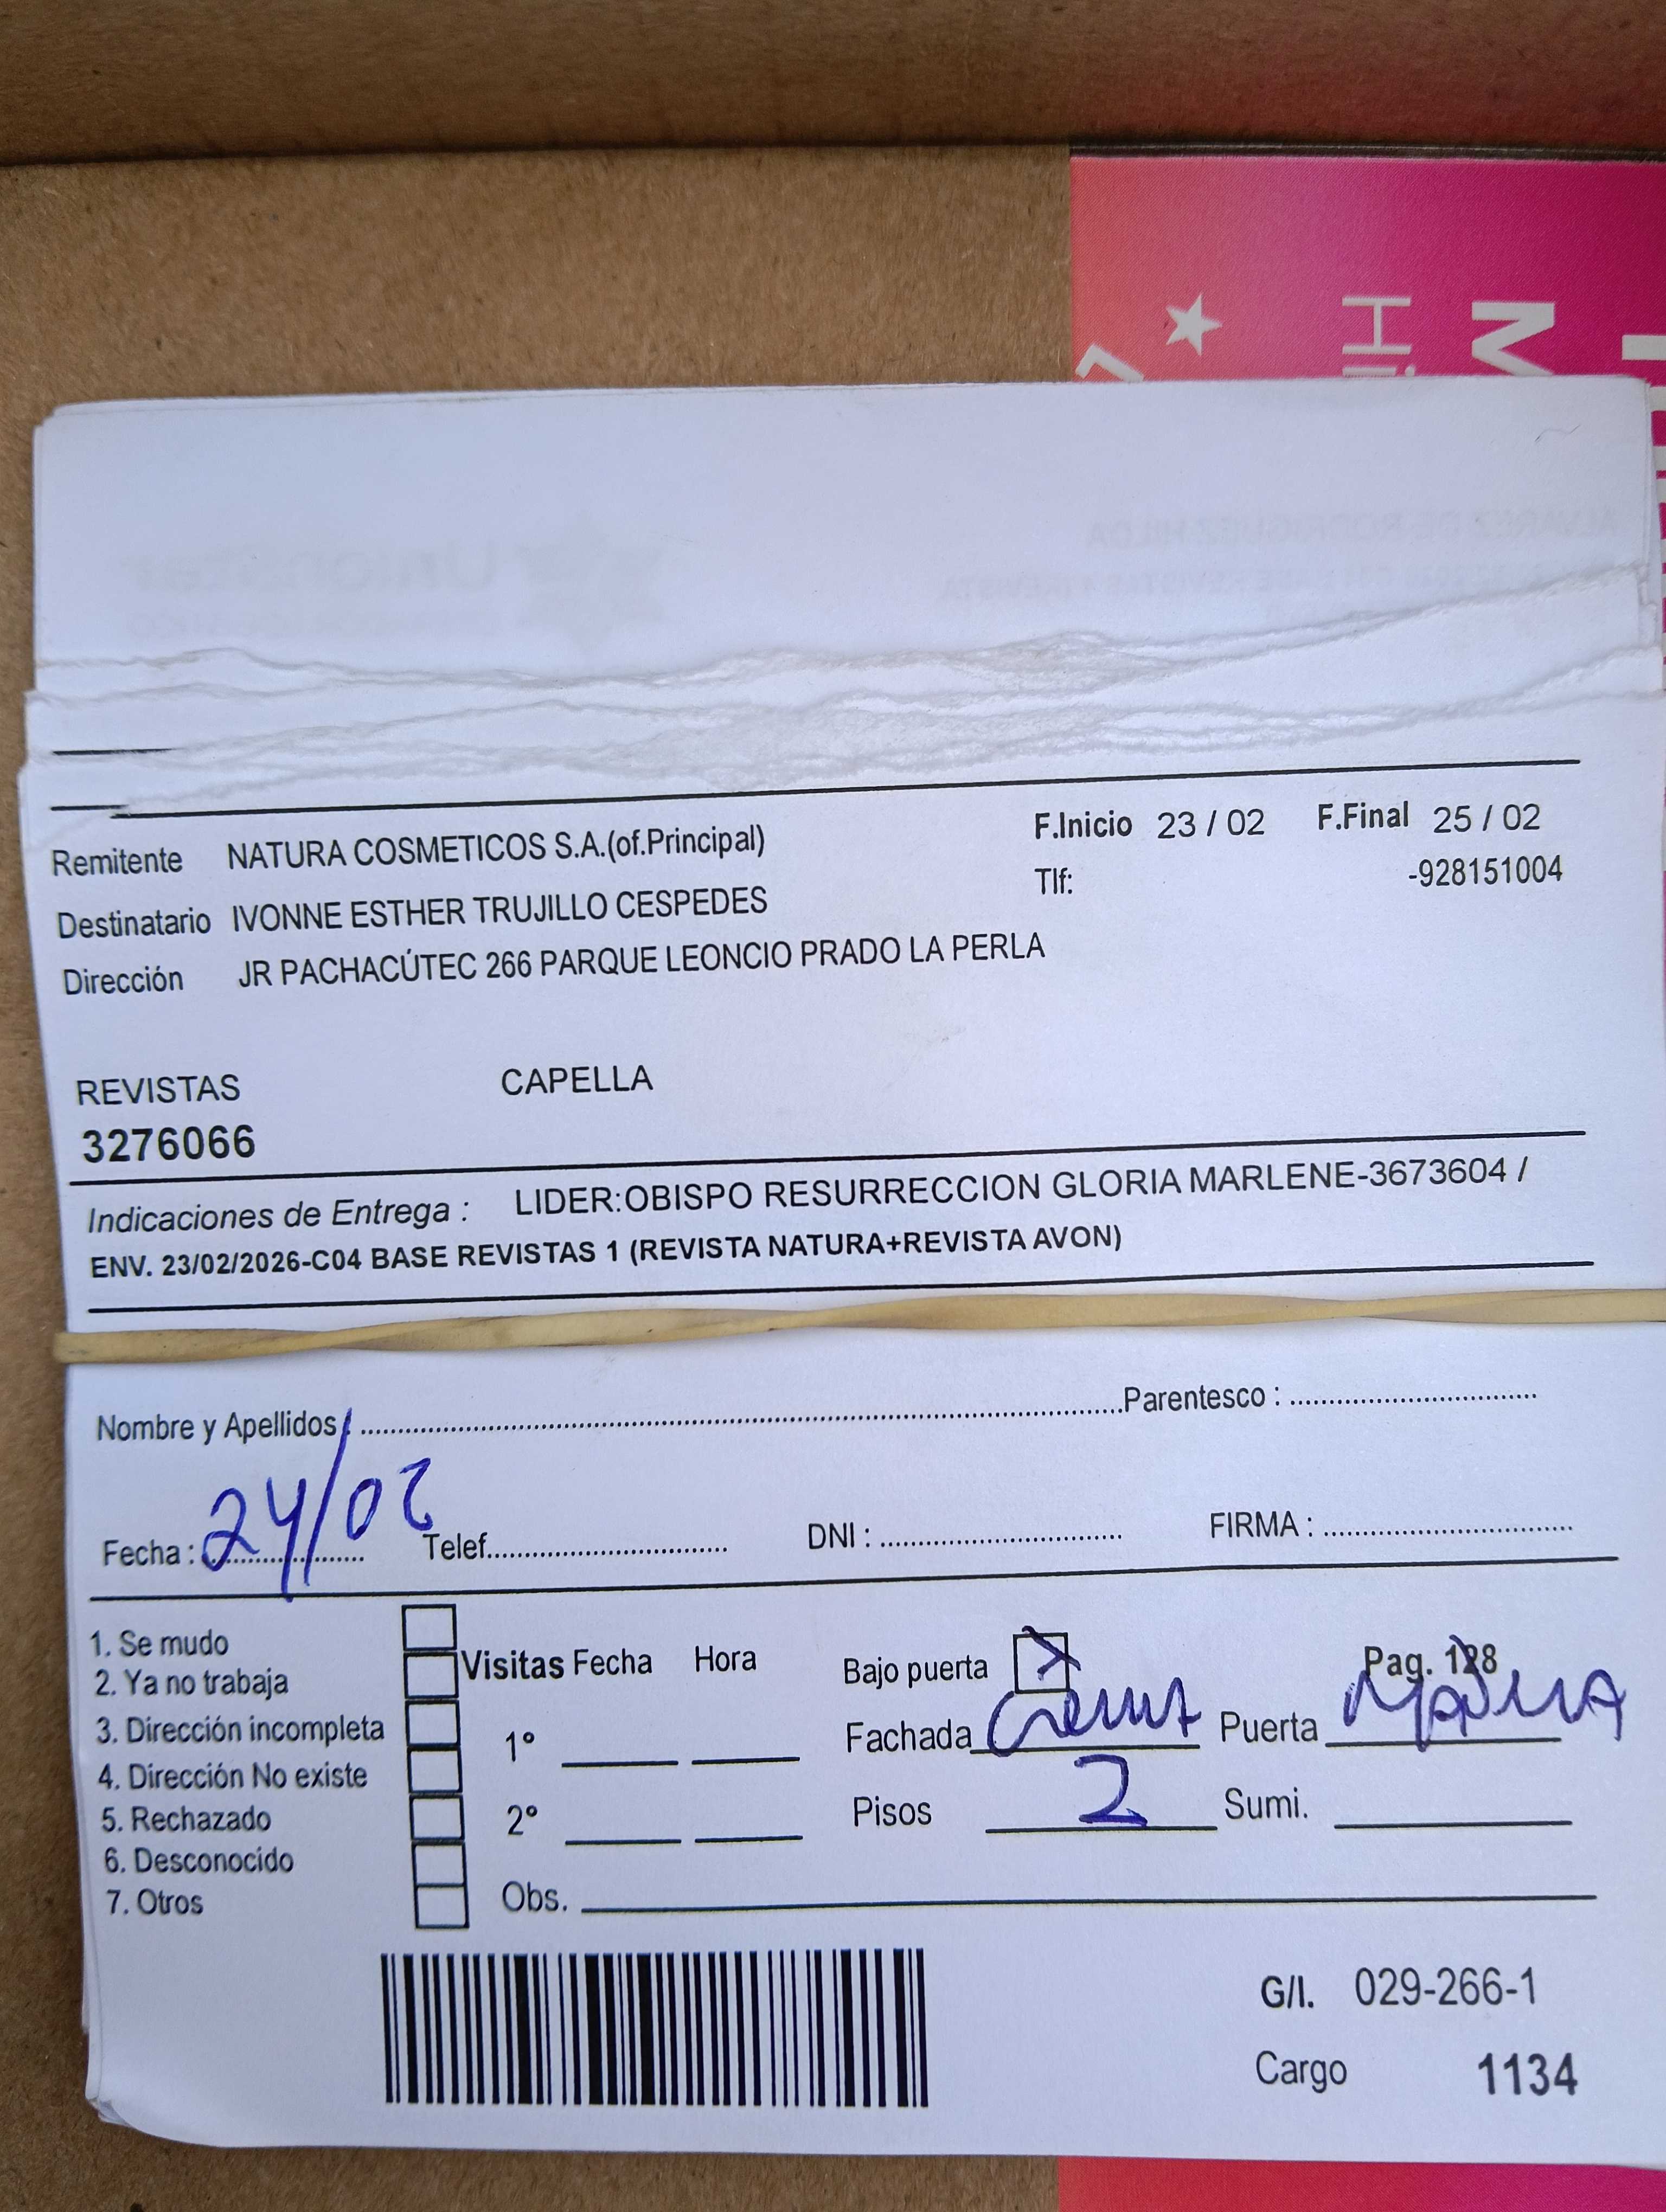 Hi
M
Remitente NATURA COSMETICOS S.A.(of.Principal) F.Inicio 23 / 02 F.Final 25 / 02
Tlf: -928151004
Destinatario IVONNE ESTHER TRUJILLO CESPEDES
Dirección JR PACHACÚTEC 266 PARQUE LEONCIO PRADO LA PERLA
REVISTAS CAPELLA
3276066
Indicaciones de Entrega : LIDER:OBISPO RESURRECCION GLORIA MARLENE-3673604 /
ENV. 23/02/2026-C04 BASE REVISTAS 1 (REVISTA NATURA+REVISTA AVON)
Nombre y Apellidos: Parentesco :
Fecha : 24/02 Telef. DNI : FIRMA :
1. Se mudo
2. Ya no trabaja
3. Dirección incompleta
4. Dirección No existe
5. Rechazado
6. Desconocido
7. Otros
Visitas Fecha Hora
1°
2°
Obs.
Bajo puerta X Pag. 128
Fachada Puerta
Pisos 2 Sumi.
G/I. 029-266-1
Cargo 1134